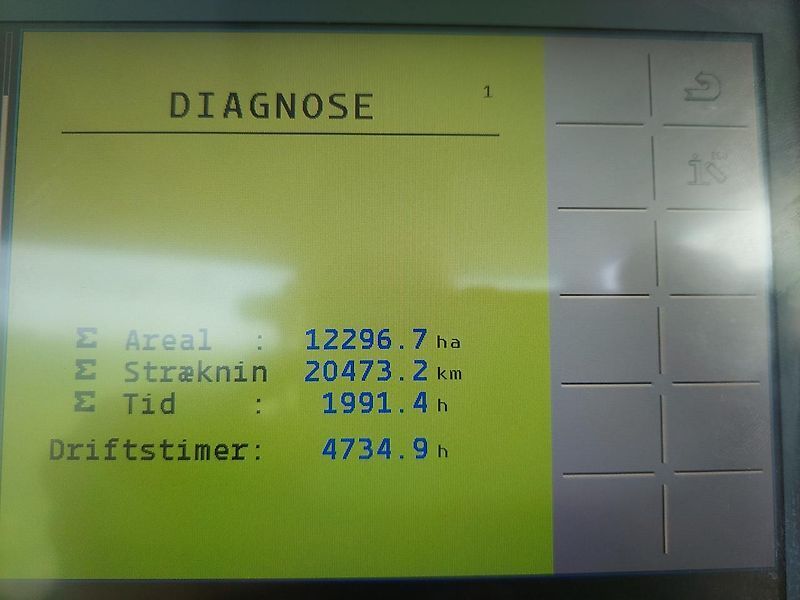 DIAGNOSE 1
Σ Areal : 12296.7 ha
Σ Stræknin 20473.2 km
Σ Tid : 1991.4 h
Driftstimer: 4734.9 h